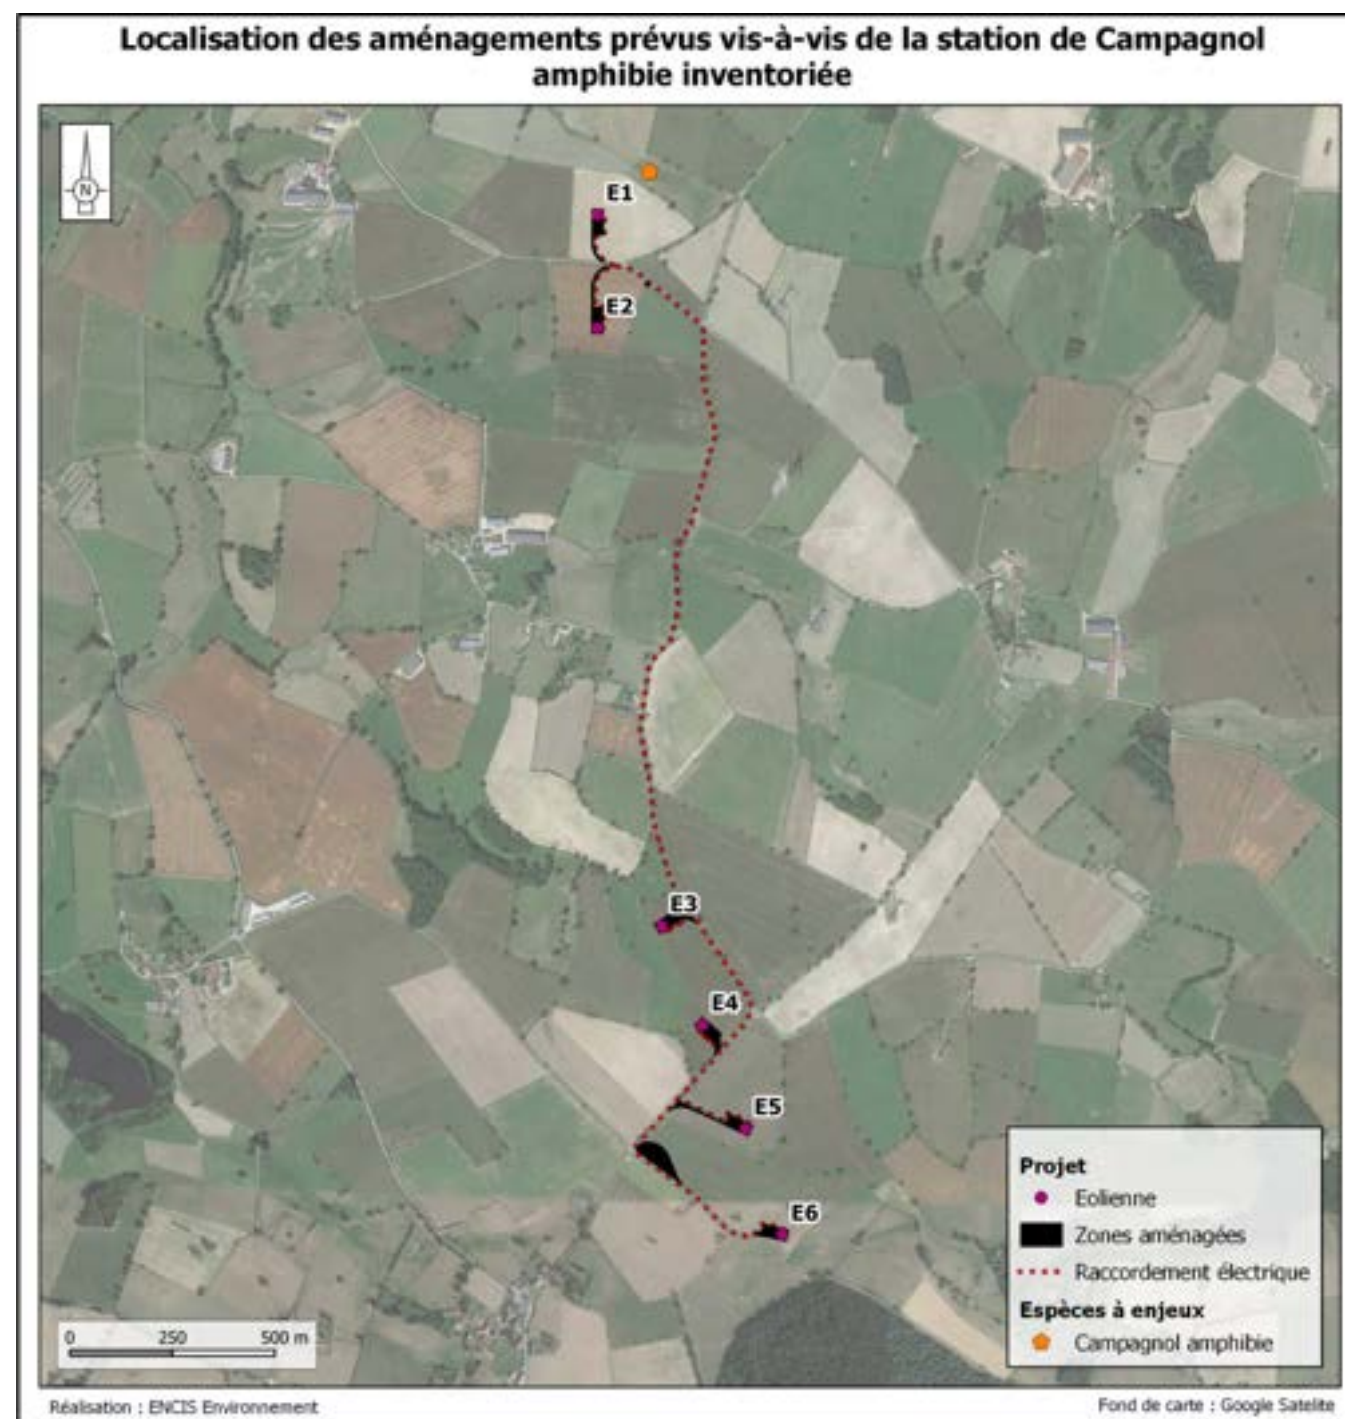 Localisation des aménagements prévus vis-à-vis de la station de Campagnol
amphibie inventoriée
N
E1
E2
E3
E4
E5
E6
Projet
Eolienne
Zones aménagées
Raccordement électrique
Espèces à enjeux
Campagnol amphibie
0 250 500 m
Réalisation : ENCIS Environnement
Fond de carte : Google Satelite